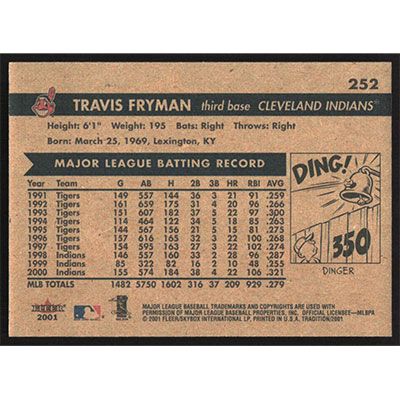 252
TRAVIS FRYMAN third base CLEVELAND INDIANS™
Height: 6'1" Weight: 195 Bats: Right Throws: Right
Born: March 25, 1969, Lexington, KY
MAJOR LEAGUE BATTING RECORD
Year Team G AB H 2B 3B HR RBI AVG
1991 Tigers 149 557 144 36 3 21 91 .259
1992 Tigers 161 659 175 31 4 20 87 .266
1993 Tigers 151 607 182 37 5 22 97 .300
1994 Tigers 114 464 122 34 5 18 85 .263
1995 Tigers 144 567 156 21 5 15 81 .275
1996 Tigers 157 616 165 32 3 22 100 .268
1997 Tigers 154 595 163 27 3 22 102 .274
1998 Indians 146 557 160 33 2 28 96 .287
1999 Indians 85 322 82 16 2 10 48 .255
2000 Indians 155 574 184 38 4 22 106 .321
MLB TOTALS 1482 5750 1602 316 37 209 929 .279
DING!
350
DINGER
FLEER
2001
MAJOR LEAGUE BASEBALL TRADEMARKS AND COPYRIGHTS ARE USED WITH
PERMISSION OF MAJOR LEAGUE BASEBALL PROPERTIES, INC. OFFICIAL LICENSEE—MLBPA
© 2001 FLEER/SKYBOX INTERNATIONAL LP. PRINTED IN U.S.A. TRADITION/2001